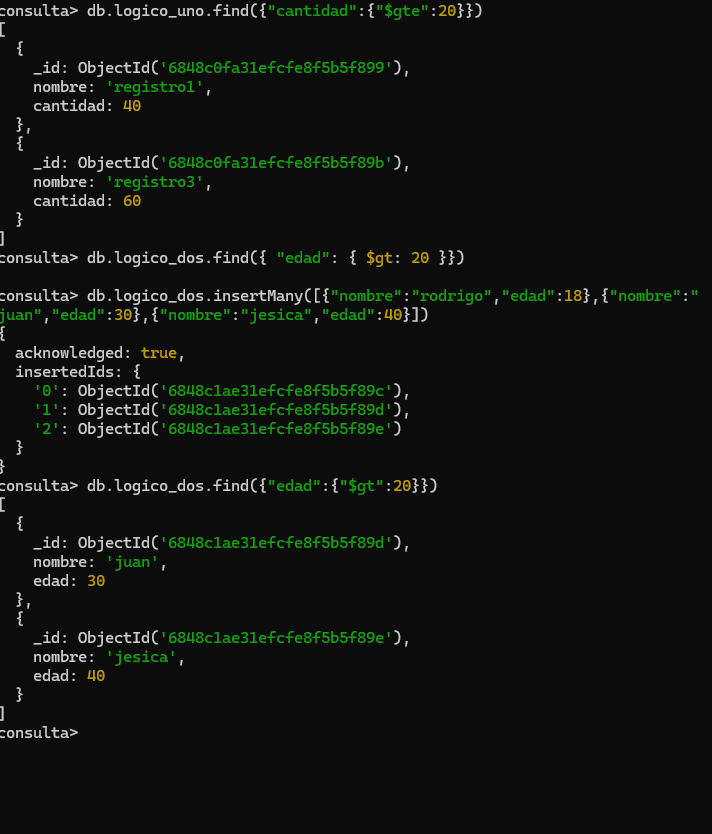 consulta> db.logico_uno.find({"cantidad":{"$gte":20}})
[
  {
    _id: ObjectId('6848c0fa31efcfe8f5b5f899'),
    nombre: 'registro1',
    cantidad: 40
  },
  {
    _id: ObjectId('6848c0fa31efcfe8f5b5f89b'),
    nombre: 'registro3',
    cantidad: 60
  }
]
consulta> db.logico_dos.find({ "edad": { $gt: 20 }})

consulta> db.logico_dos.insertMany([{"nombre":"rodrigo","edad":18},{"nombre":"
juan","edad":30},{"nombre":"jesica","edad":40}])
{
  acknowledged: true,
  insertedIds: {
    '0': ObjectId('6848c1ae31efcfe8f5b5f89c'),
    '1': ObjectId('6848c1ae31efcfe8f5b5f89d'),
    '2': ObjectId('6848c1ae31efcfe8f5b5f89e')
  }
}
consulta> db.logico_dos.find({"edad":{"$gt":20}})
[
  {
    _id: ObjectId('6848c1ae31efcfe8f5b5f89d'),
    nombre: 'juan',
    edad: 30
  },
  {
    _id: ObjectId('6848c1ae31efcfe8f5b5f89e'),
    nombre: 'jesica',
    edad: 40
  }
]
consulta>